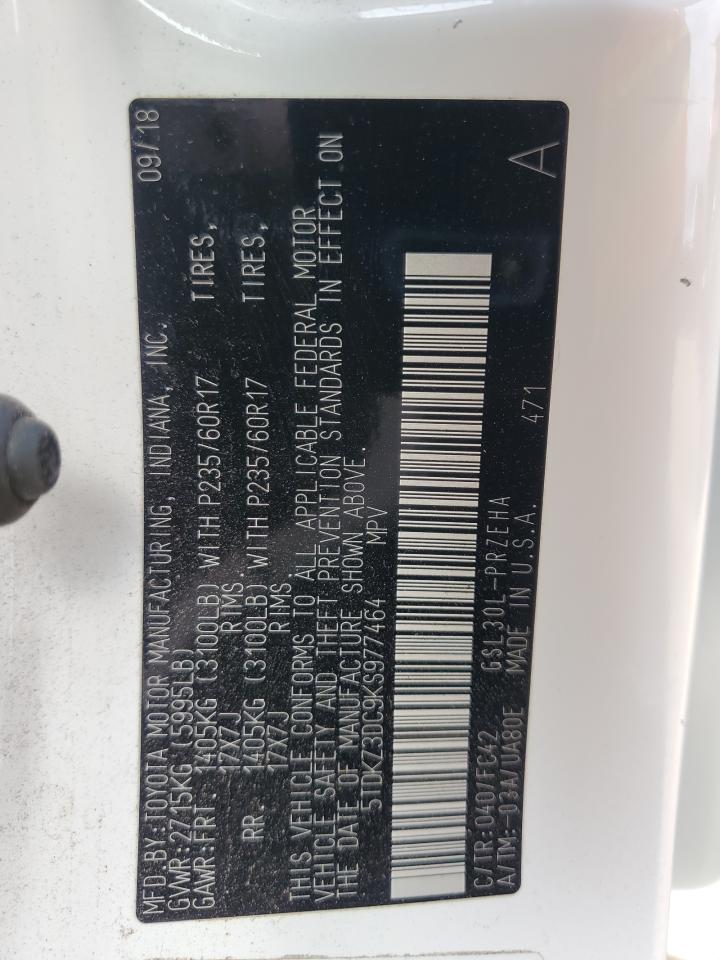 MFD.BY:TOYOTA MOTOR MANUFACTURING, INDIANA, INC. 09/18
GVWR:2715KG (5995LB)
GAWR:FRT. 1405KG (3100LB) WITH P235/60R17 TIRES,
17X7J RIMS.
RR. 1405KG (3100LB) WITH P235/60R17 TIRES,
17X7J RIMS
THIS VEHICLE CONFORMS TO ALL APPLICABLE FEDERAL MOTOR
VEHICLE SAFETY AND THEFT PREVENTION STANDARDS IN EFFECT ON
THE DATE OF MANUFACTURE SHOWN ABOVE.
5TDKZ3DC9KS977464 MPV
C/TR:040/FC42 GSL30L-PRZEHA
A/TM:-03A/UA80E MADE IN U.S.A. 471 A